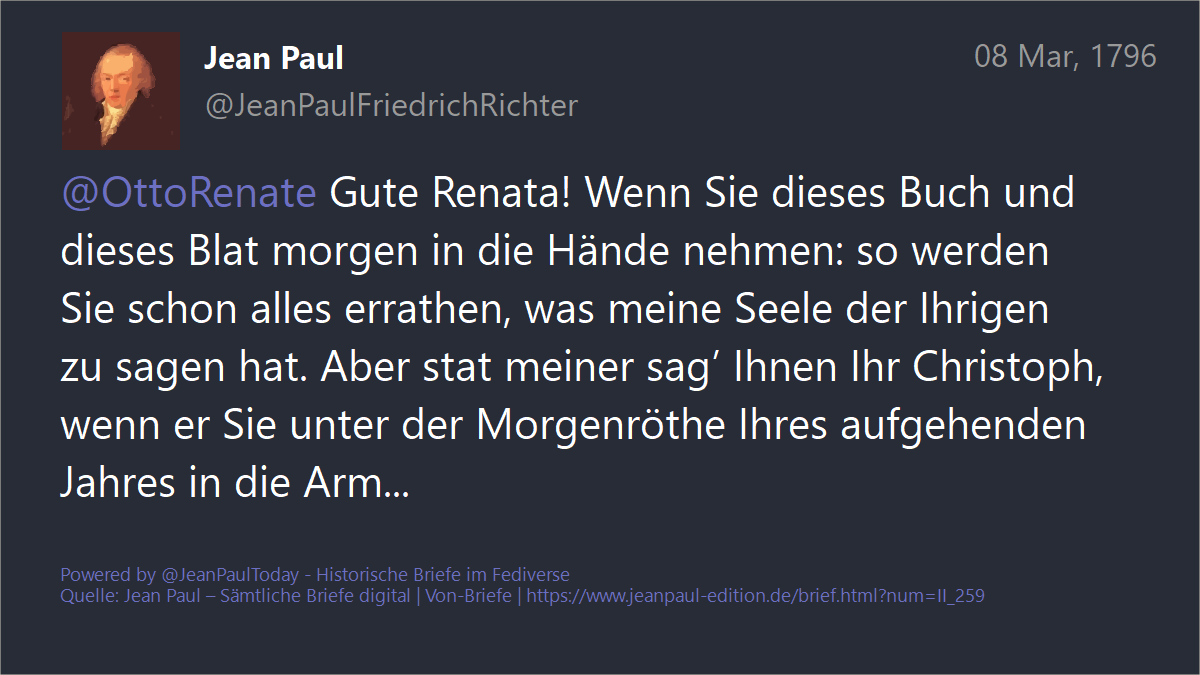 Jean Paul
08 Mar, 1796
@JeanPaulFriedrichRichter
@OttoRenate Gute Renata! Wenn Sie dieses Buch und
dieses Blat morgen in die Hände nehmen: so werden
Sie schon alles errathen, was meine Seele der Ihrigen
zu sagen hat. Aber stat meiner sag’ Ihnen Ihr Christoph,
wenn er Sie unter der Morgenröthe Ihres aufgehenden
Jahres in die Arm...
Powered by @JeanPaulToday - Historische Briefe im Fediverse
Quelle: Jean Paul – Sämtliche Briefe digital | Von-Briefe | https://www.jeanpaul-edition.de/brief.html?num=II_259